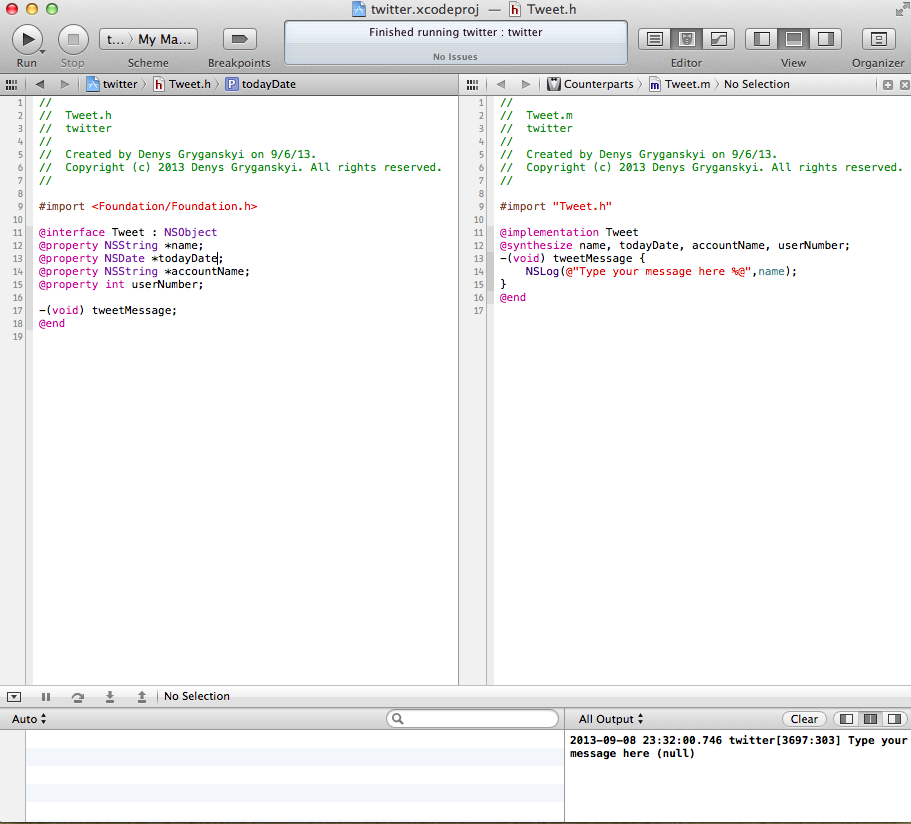 twitter.xcodeproj — Tweet.h
Run
Stop
t... 〉 My Ma...
Scheme
Breakpoints
Finished running twitter : twitter
No Issues
Editor
View
Organizer
twitter 〉 Tweet.h 〉 P todayDate
1 //
2 //  Tweet.h
3 //  twitter
4 //
5 //  Created by Denys Gryganskyi on 9/6/13.
6 //  Copyright (c) 2013 Denys Gryganskyi. All rights reserved.
7 //
8
9 #import <Foundation/Foundation.h>
10
11 @interface Tweet : NSObject
12 @property NSString *name;
13 @property NSDate *todayDate;
14 @property NSString *accountName;
15 @property int userNumber;
16
17 -(void) tweetMessage;
18 @end
19
Counterparts 〉 m Tweet.m 〉 No Selection
1 //
2 //  Tweet.m
3 //  twitter
4 //
5 //  Created by Denys Gryganskyi on 9/6/13.
6 //  Copyright (c) 2013 Denys Gryganskyi. All rights reserved.
7 //
8
9 #import "Tweet.h"
10
11 @implementation Tweet
12 @synthesize name, todayDate, accountName, userNumber;
13 -(void) tweetMessage {
14     NSLog(@"Type your message here %@",name);
15 }
16 @end
17
No Selection
Auto
All Output
Clear
2013-09-08 23:32:00.746 twitter[3697:303] Type your
message here (null)